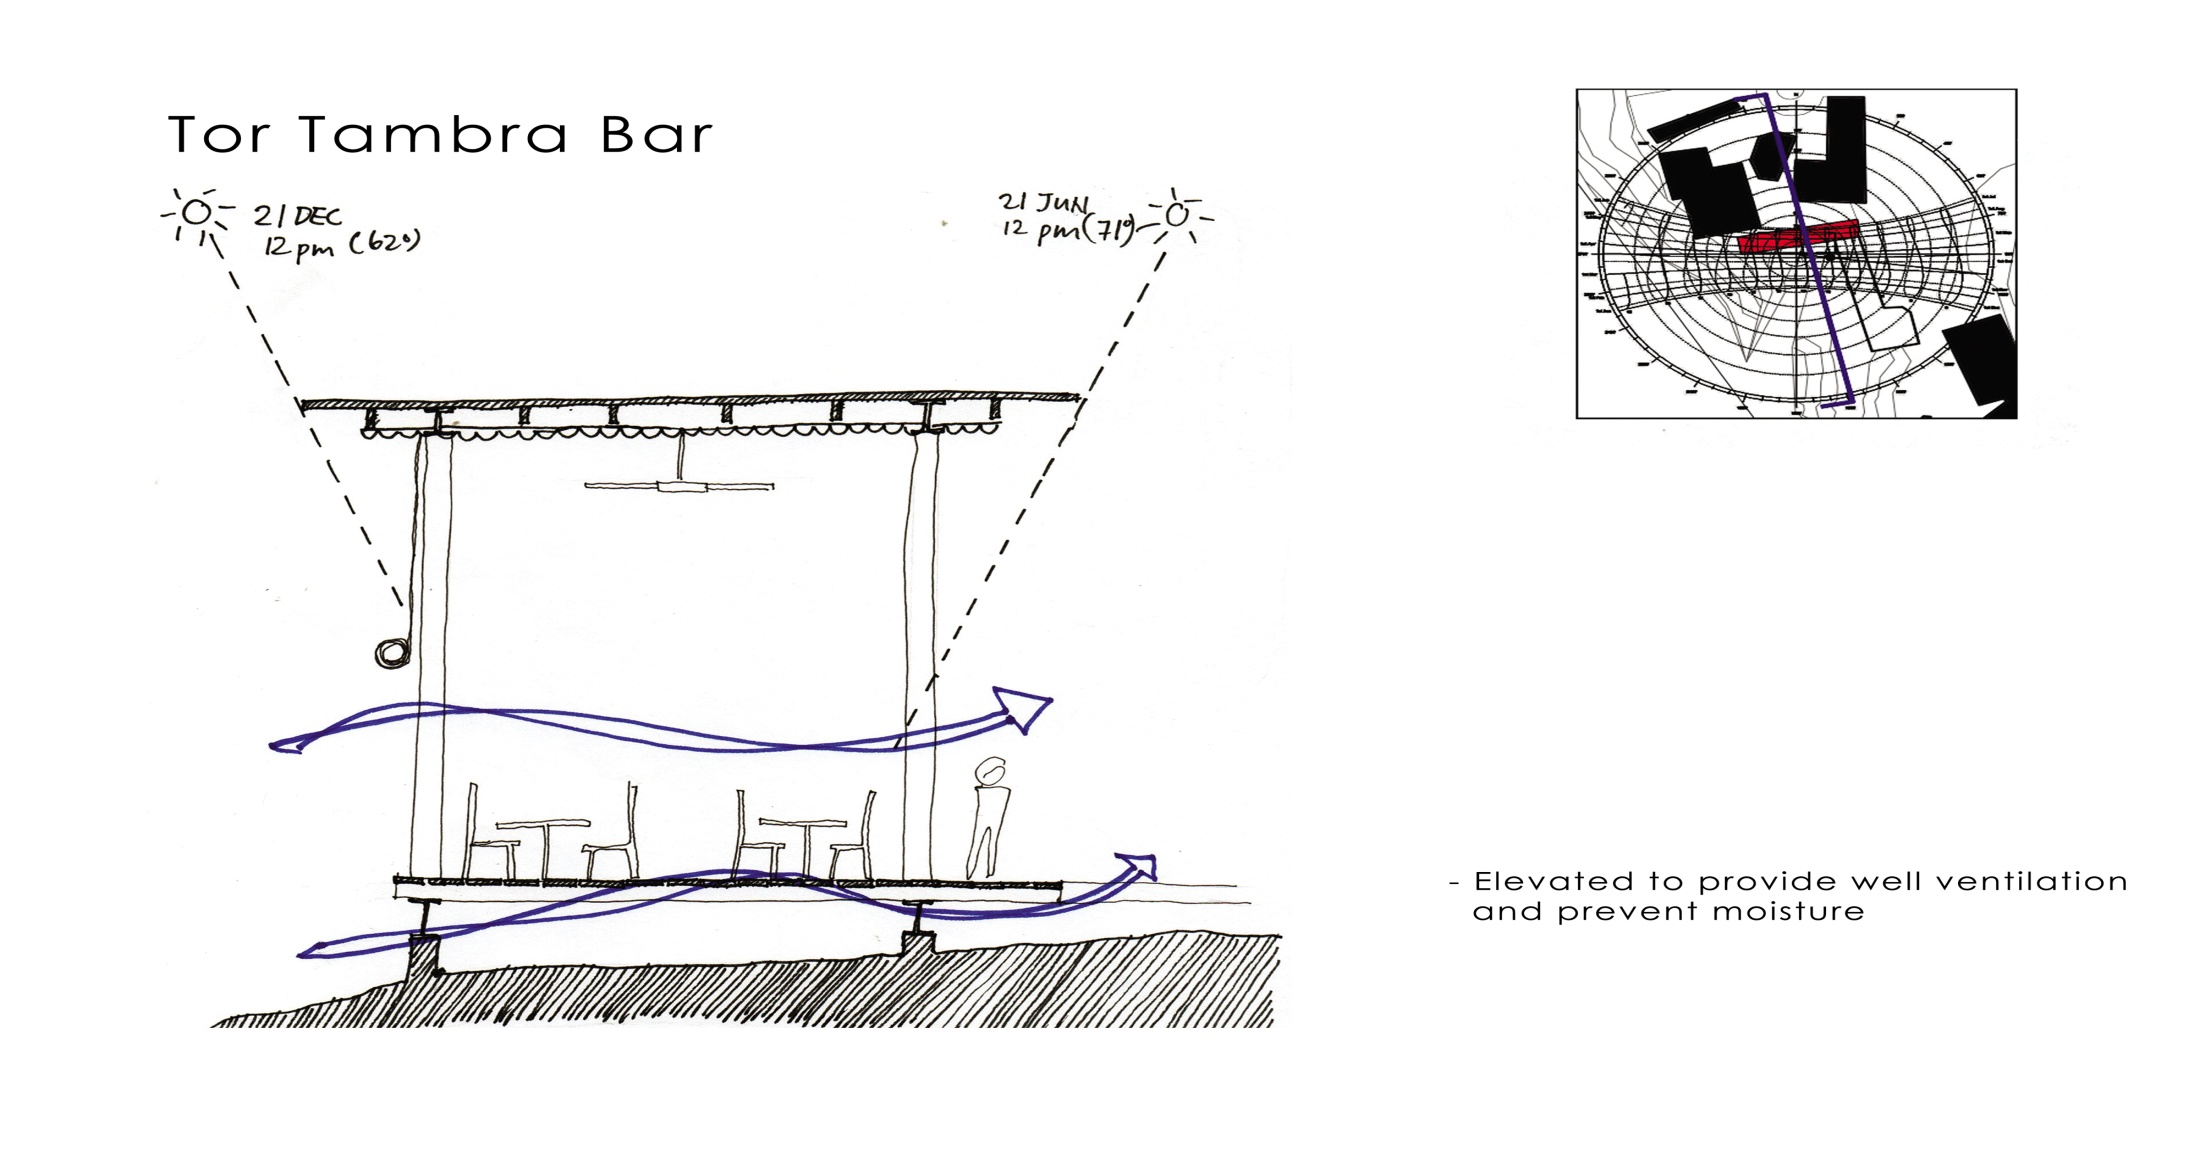 Tor Tambra Bar
21 DEC
12 pm (62°)
21 JUN
12 pm (71°)
- Elevated to provide well ventilation
and prevent moisture